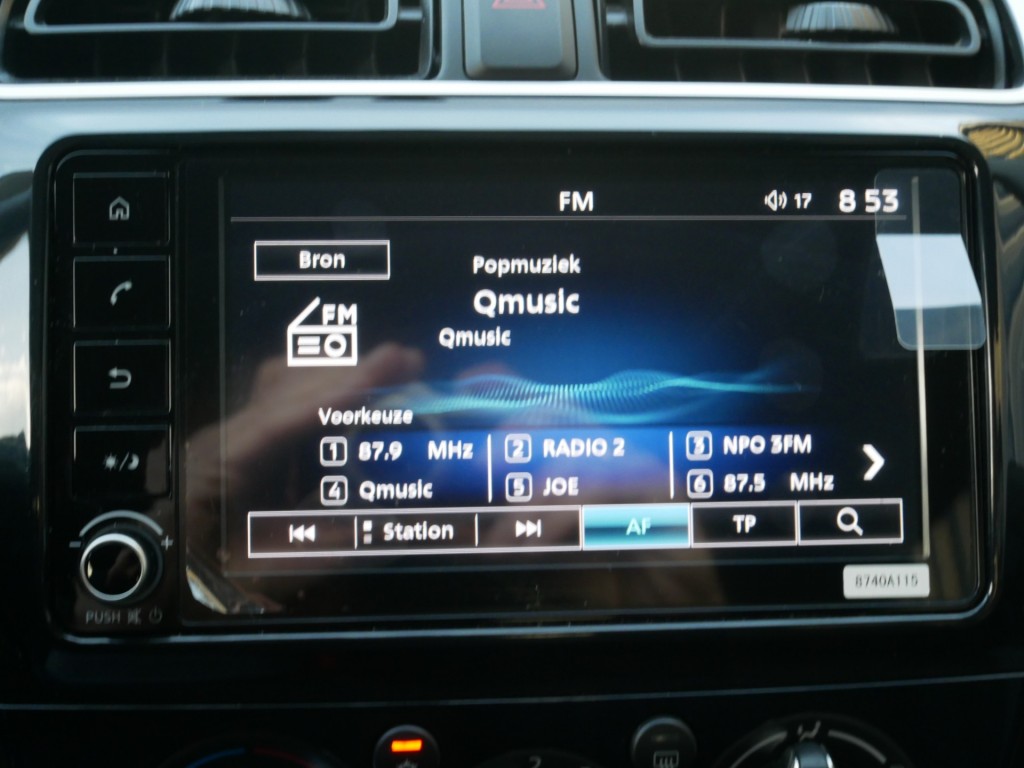 FM 17 8 53
Bron
Popmuziek
Qmusic
Qmusic
FM
Voorkeuze
1 87.9 MHz 2 RADIO 2 3 NPO 3FM
4 Qmusic 5 JOE 6 87.5 MHz
Station AF TP
8740A115
- +
PUSH
2